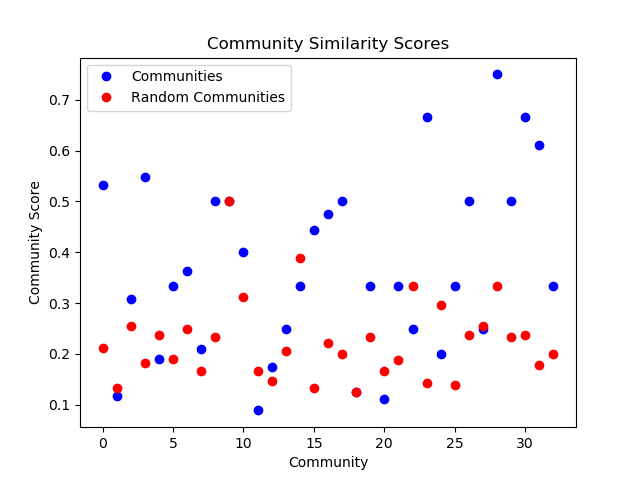 Community Similarity Scores
Communities
Random Communities
0.7
0.6
0.5
0.4
0.3
0.2
0.1
Community Score
0 5 10 15 20 25 30
Community